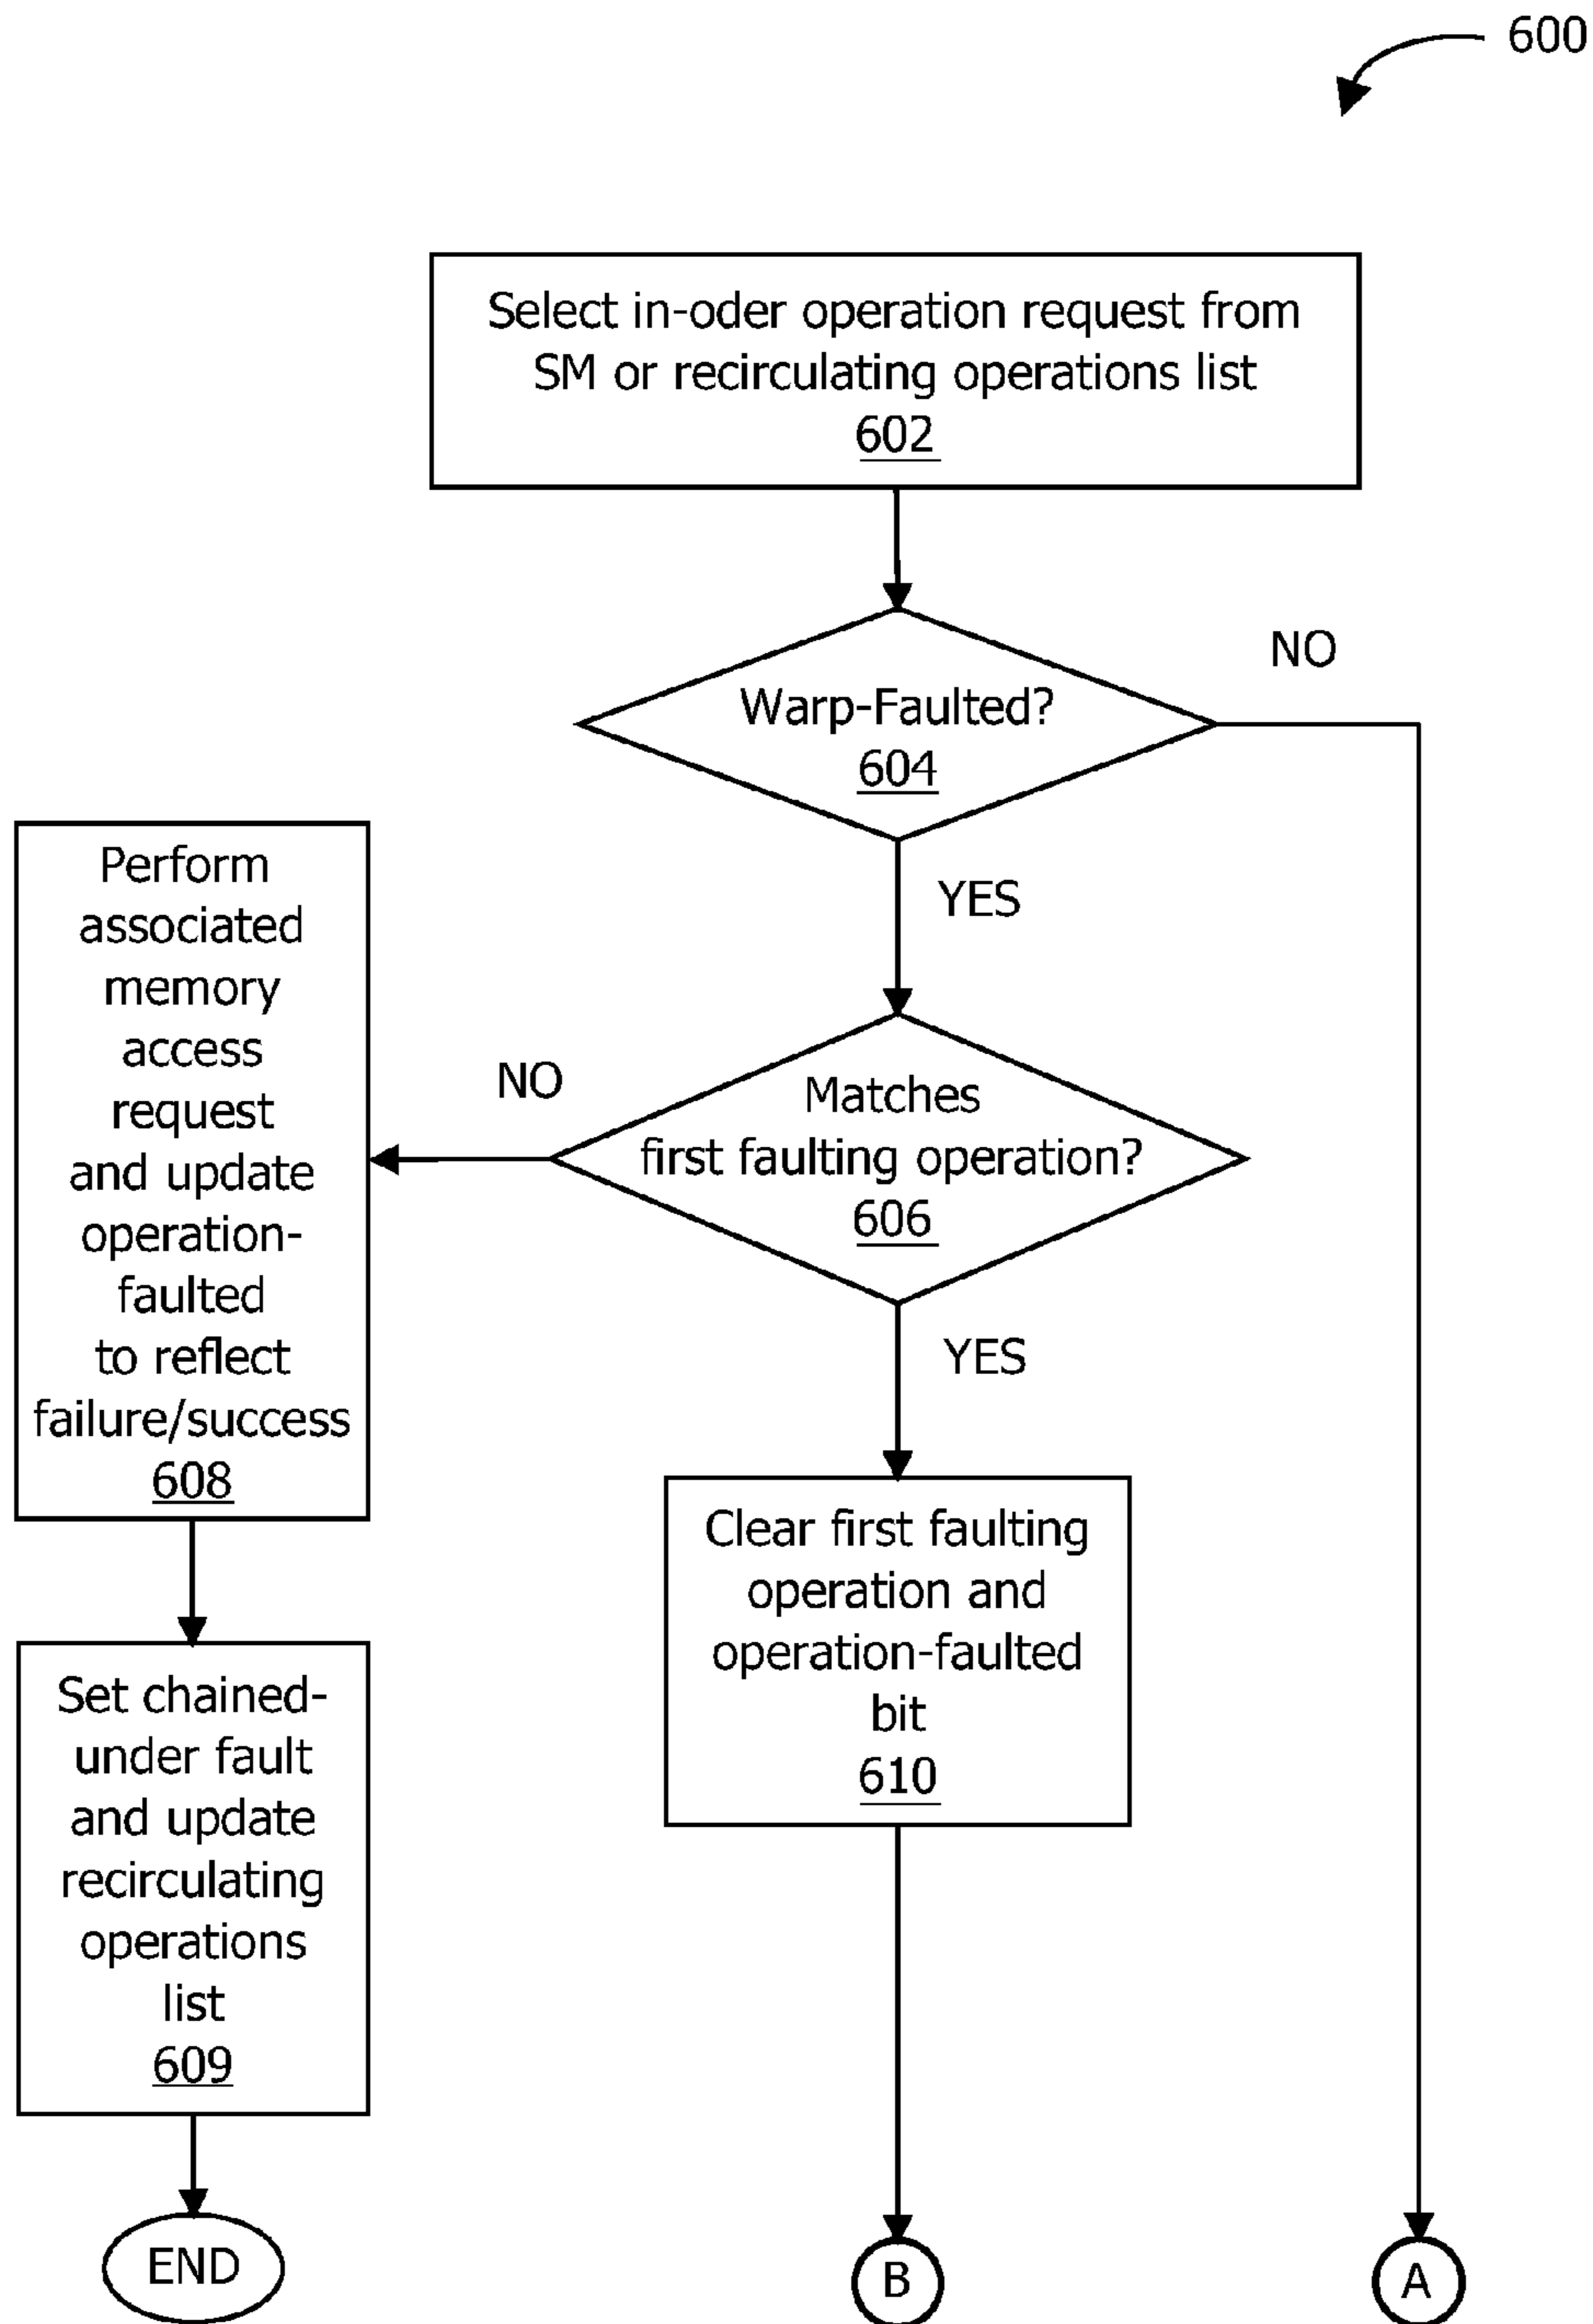 600
Select in-oder operation request from
SM or recirculating operations list
602
NO
Warp-Faulted?
604
YES
Perform
associated
memory
access
request
and update
operation-
faulted
to reflect
failure/success
608
NO
Matches
first faulting operation?
606
YES
Clear first faulting
operation and
operation-faulted
bit
610
Set chained-
under fault
and update
recirculating
operations
list
609
END
B
A